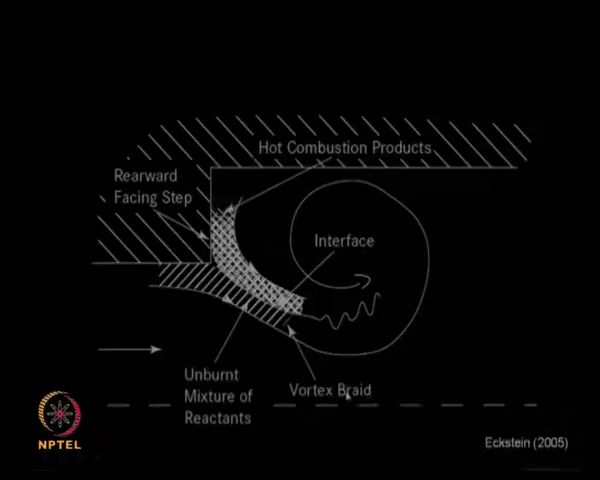 Hot Combustion Products
Rearward
Facing Step
Interface
Unburnt
Mixture of
Reactants
Vortex Braid
NPTEL
Eckstein (2005)